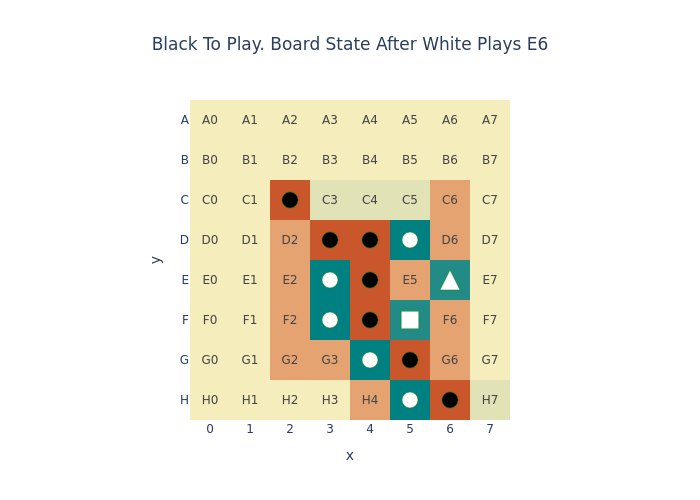 Black To Play. Board State After White Plays E6
A A0 A1 A2 A3 A4 A5 A6 A7
B B0 B1 B2 B3 B4 B5 B6 B7
C C0 C1 C3 C4 C5 C6 C7
D D0 D1 D2 D6 D7
y
E E0 E1 E2 E5 E7
F F0 F1 F2 F6 F7
G G0 G1 G2 G3 G6 G7
H H0 H1 H2 H3 H4 H7
0 1 2 3 4 5 6 7
x